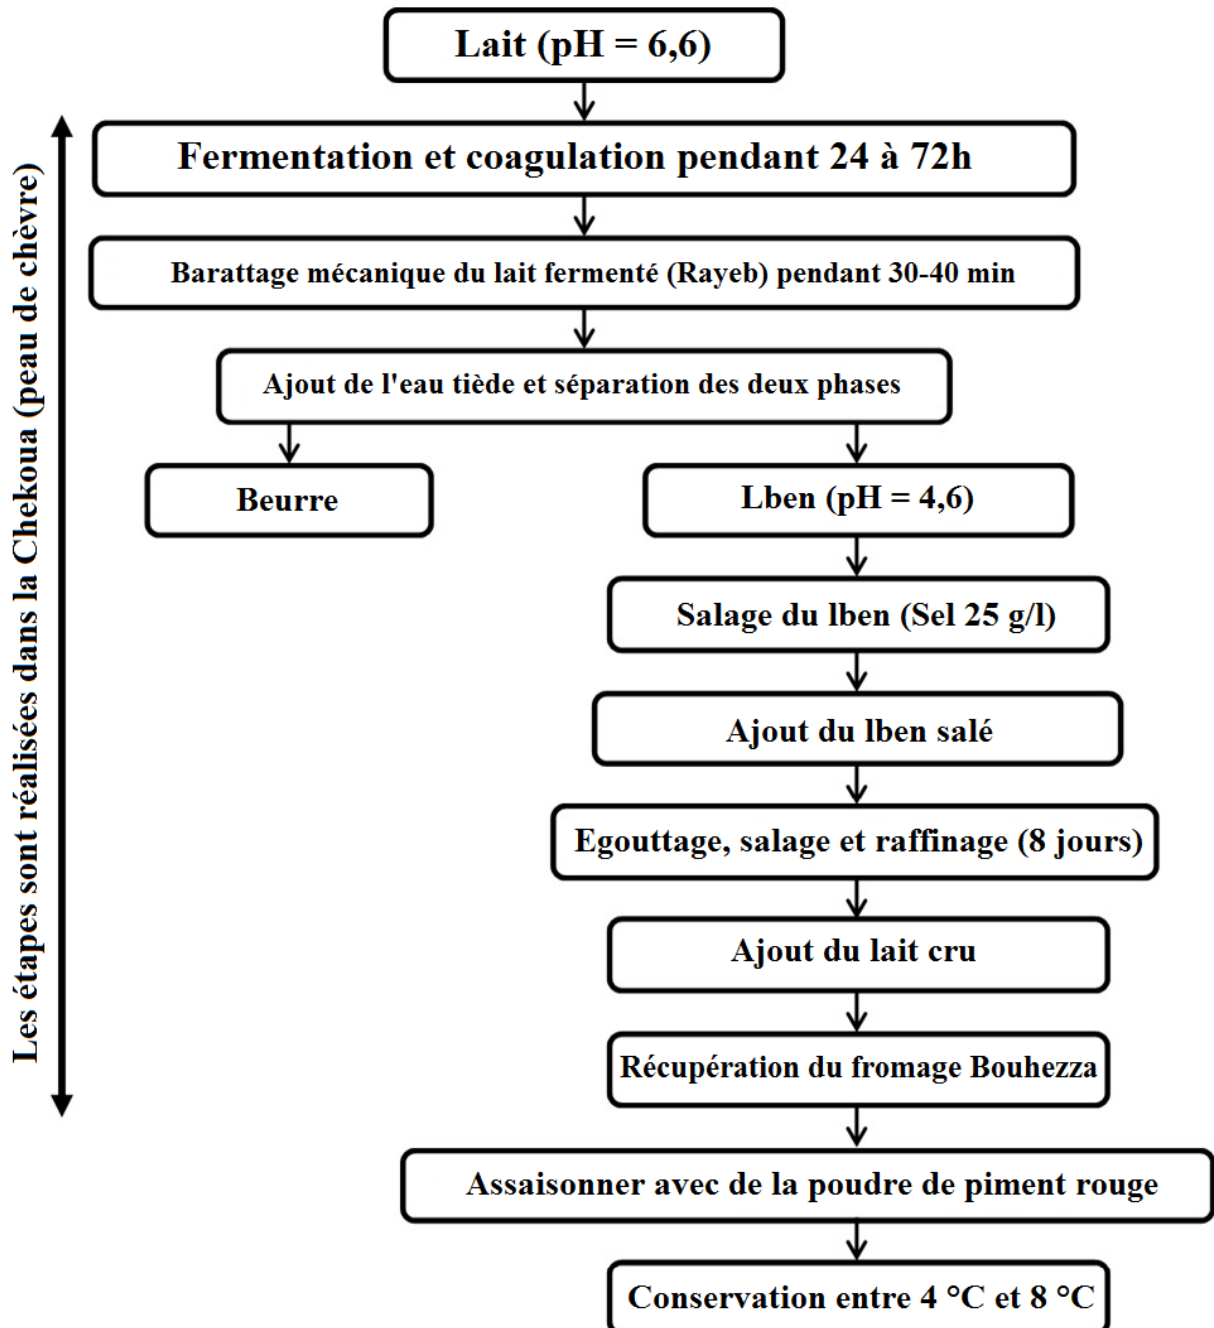 Lait (pH = 6,6)
Fermentation et coagulation pendant 24 à 72h
Barattage mécanique du lait fermenté (Rayeb) pendant 30-40 min
Ajout de l'eau tiède et séparation des deux phases
Beurre
Lben (pH = 4,6)
Salage du lben (Sel 25 g/l)
Ajout du lben salé
Egouttage, salage et raffinage (8 jours)
Ajout du lait cru
Récupération du fromage Bouhezza
Assaisonner avec de la poudre de piment rouge
Conservation entre 4 °C et 8 °C
Les étapes sont réalisées dans la Chekoua (peau de chèvre)